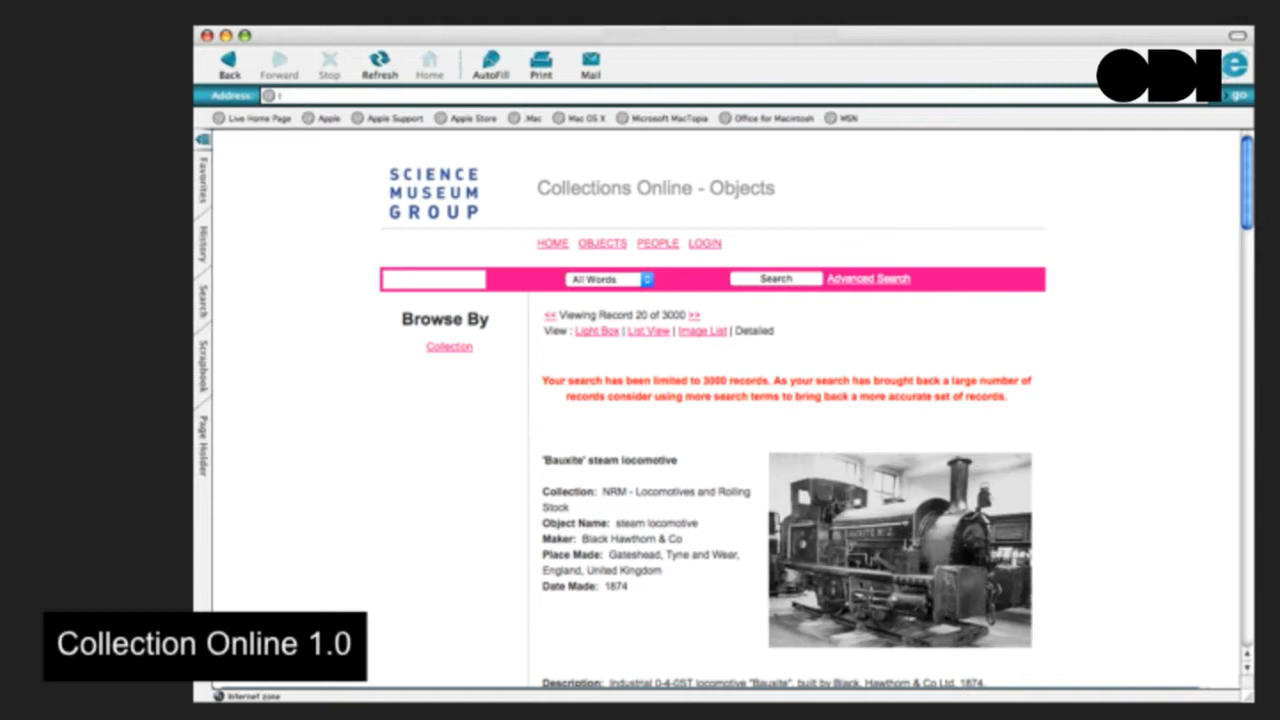 ODI
Back Forward Stop Refresh Home AutoFill Print Mail
Address: go
Live Home Page Apple Apple Support Apple Store .Mac Mac OS X Microsoft MacTopia Office for Macintosh MSN
Favorites
History
Search
Scrapbook
Page Holder
SCIENCE
MUSEUM
GROUP
Collections Online - Objects
HOME OBJECTS PEOPLE LOGIN
All Words Search Advanced Search
Browse By
Collection
<< Viewing Record 20 of 3000 >>
View : Light Box | List View | Image List | Detailed
Your search has been limited to 3000 records. As your search has brought back a large number of
records consider using more search terms to bring back a more accurate set of records.
'Bauxite' steam locomotive
Collection: NRM - Locomotives and Rolling
Stock
Object Name: steam locomotive
Maker: Black Hawthorn & Co
Place Made: Gateshead, Tyne and Wear,
England, United Kingdom
Date Made: 1874
BAUXITE No 2
Description: Industrial 0-4-0ST locomotive "Bauxite", built by Black, Hawthorn & Co Ltd, 1874.
Collection Online 1.0
Internet zone